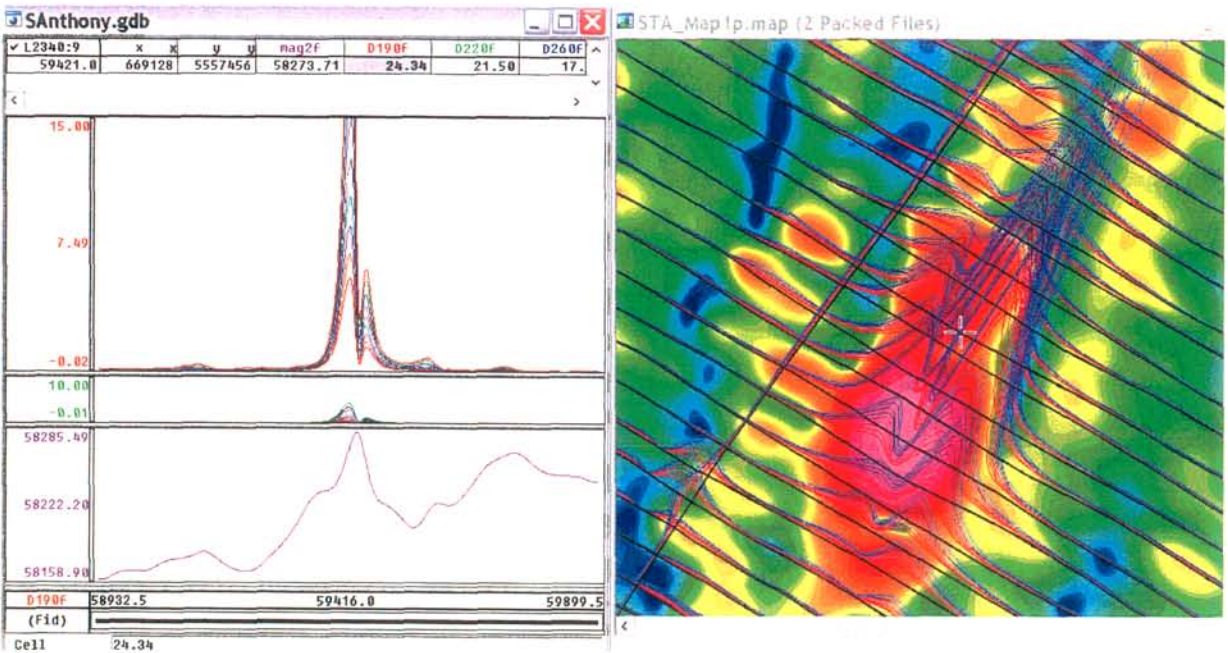 SAnthony.gdb
L2340:9 x x y y mag2f D190f D220f D260f
59421.0 669128 5557456 58273.71 24.34 21.50 17.
15.00
7.49
-0.02
10.00
-0.01
58285.49
58222.20
58158.90
D190f 58932.5 59416.0 59899.5
(Fid)
Cell 24.34
STA_Map1p.map (2 Packed Files)